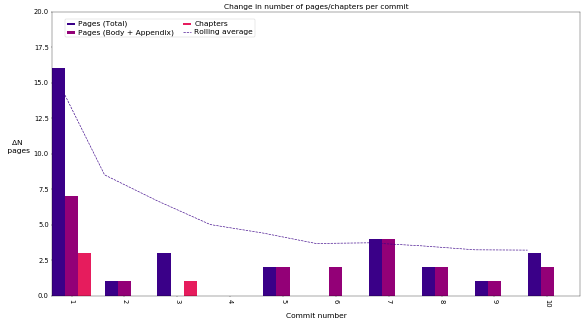 Change in number of pages/chapters per commit
Pages (Total)
Pages (Body + Appendix)
Chapters
Rolling average
20.0
17.5
15.0
12.5
10.0
7.5
5.0
2.5
0.0
ΔN
pages
1
2
3
4
5
6
7
8
9
10
Commit number